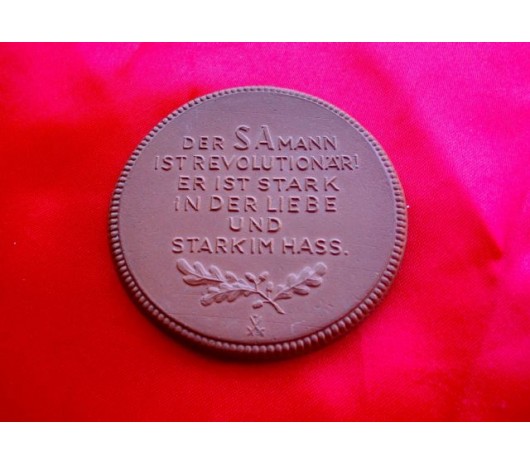 DER SA MANN
IST REVOLUTIONÄR!
ER IST STARK
IN DER LIEBE
UND
STARK IM HASS.